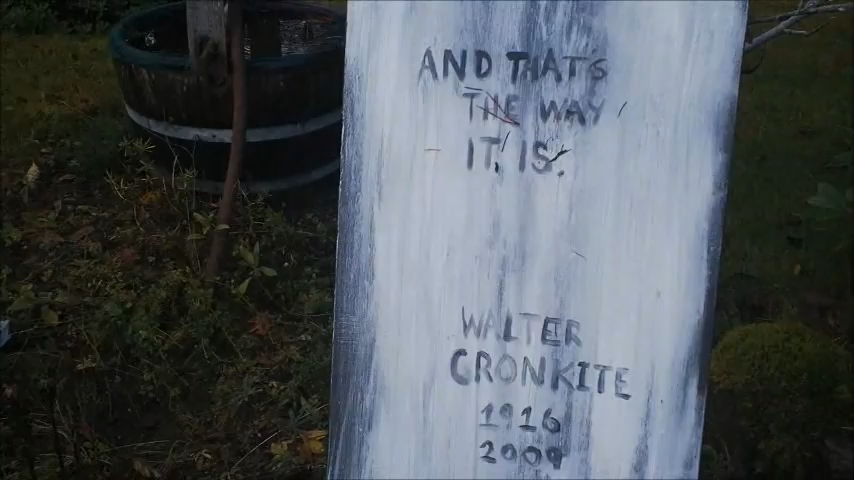 AND THAT'S
THE WAY
IT IS.
WALTER
CRONKITE
1916
2009